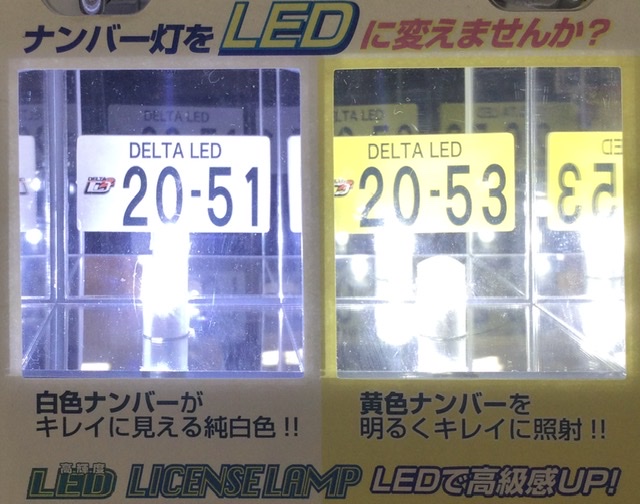 ナンバー灯をLEDに変えませんか?
DELTA LED
20-51
DELTA LED
20-53
白色ナンバーが
キレイに見える純白色!!
黄色ナンバーを
明るくキレイに照射!!
高輝度
LED LICENSE LAMP LEDで高級感UP!